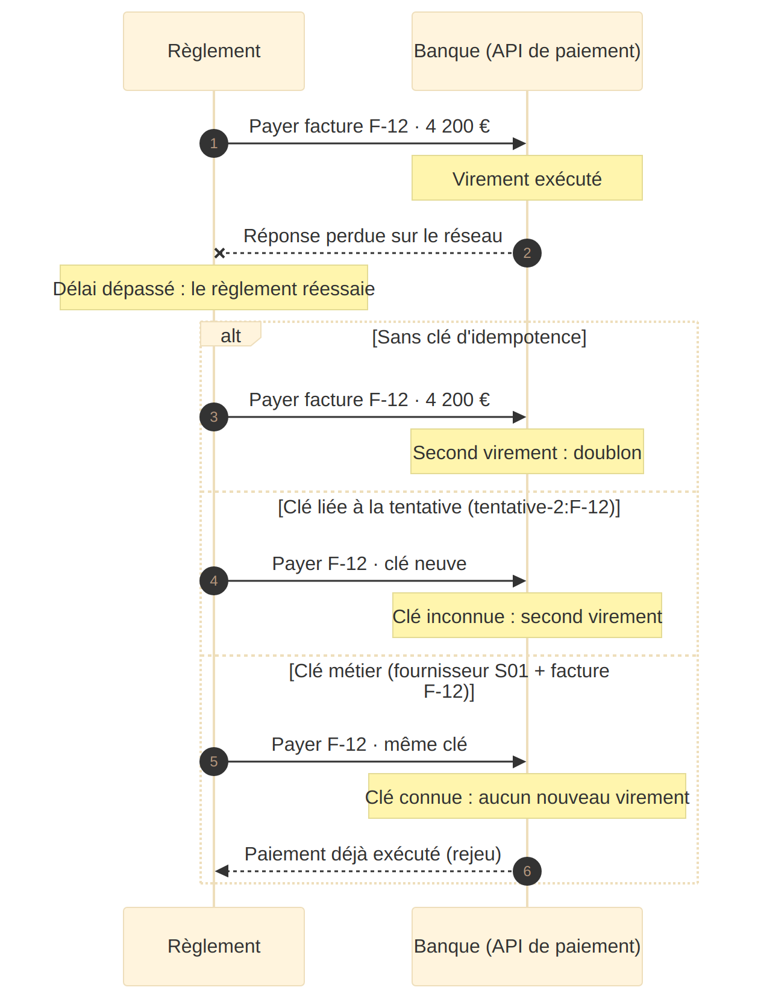 Règlement
Banque (API de paiement)
Payer facture F-12 · 4 200 €
1
Virement exécuté
Réponse perdue sur le réseau
2
Délai dépassé : le règlement réessaie
alt
[Sans clé d'idempotence]
Payer facture F-12 · 4 200 €
3
Second virement : doublon
[Clé liée à la tentative (tentative-2:F-12)]
Payer F-12 · clé neuve
4
Clé inconnue : second virement
[Clé métier (fournisseur S01 + facture
F-12)]
Payer F-12 · même clé
5
Clé connue : aucun nouveau virement
Paiement déjà exécuté (rejeu)
6
Règlement
Banque (API de paiement)